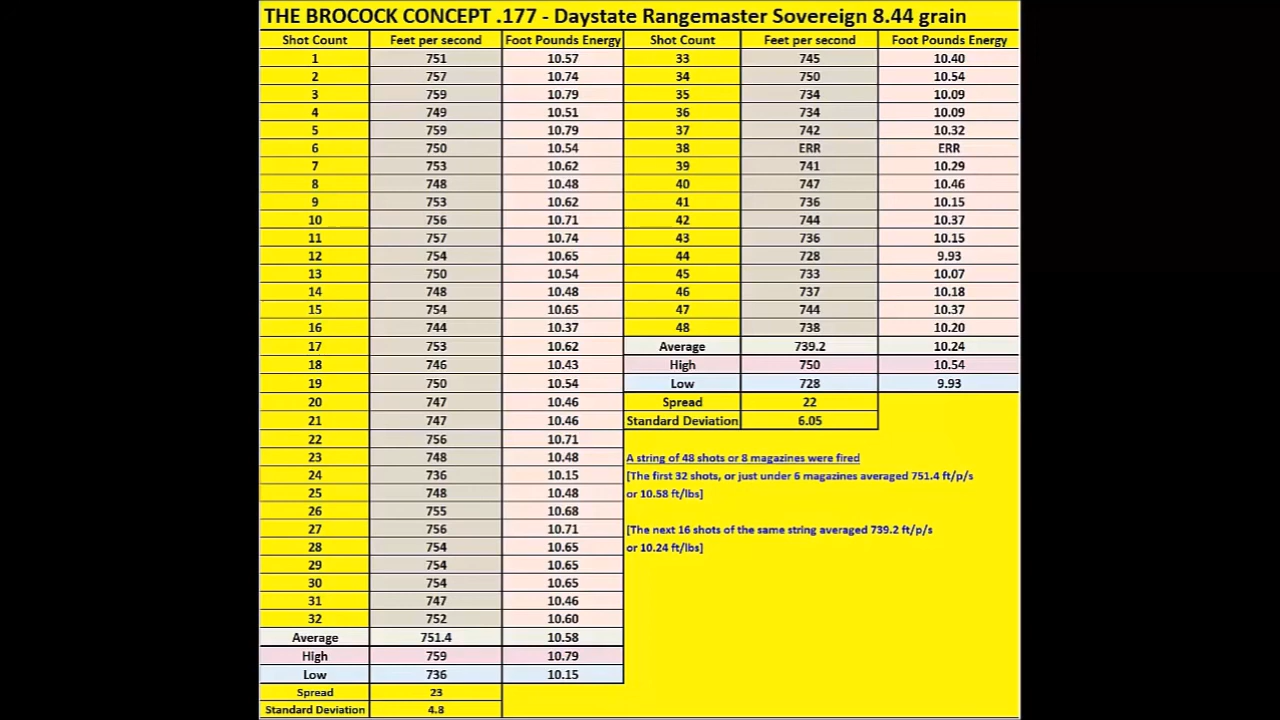 THE BROCOCK CONCEPT .177 - Daystate Rangemaster Sovereign 8.44 grain
Shot Count Feet per second Foot Pounds Energy Shot Count Feet per second Foot Pounds Energy
1 751 10.57 33 745 10.40
2 757 10.74 34 750 10.54
3 759 10.79 35 734 10.09
4 749 10.51 36 734 10.09
5 759 10.79 37 742 10.32
6 750 10.54 38 ERR ERR
7 753 10.62 39 741 10.29
8 748 10.48 40 747 10.46
9 753 10.62 41 736 10.15
10 756 10.71 42 744 10.37
11 757 10.74 43 736 10.15
12 754 10.65 44 728 9.93
13 750 10.54 45 733 10.07
14 748 10.48 46 737 10.18
15 754 10.65 47 744 10.37
16 744 10.37 48 738 10.20
17 753 10.62 Average 739.2 10.24
18 746 10.43 High 750 10.54
19 750 10.54 Low 728 9.93
20 747 10.46 Spread 22
21 747 10.46 Standard Deviation 6.05
22 756 10.71
23 748 10.48 A string of 48 shots or 8 magazines were fired
24 736 10.15 [The first 32 shots, or just under 6 magazines averaged 751.4 ft/p/s
25 748 10.48 or 10.58 ft/lbs]
26 755 10.68
27 756 10.71 [The next 16 shots of the same string averaged 739.2 ft/p/s
28 754 10.65 or 10.24 ft/lbs]
29 754 10.65
30 754 10.65
31 747 10.46
32 752 10.60
Average 751.4 10.58
High 759 10.79
Low 736 10.15
Spread 23
Standard Deviation 4.8